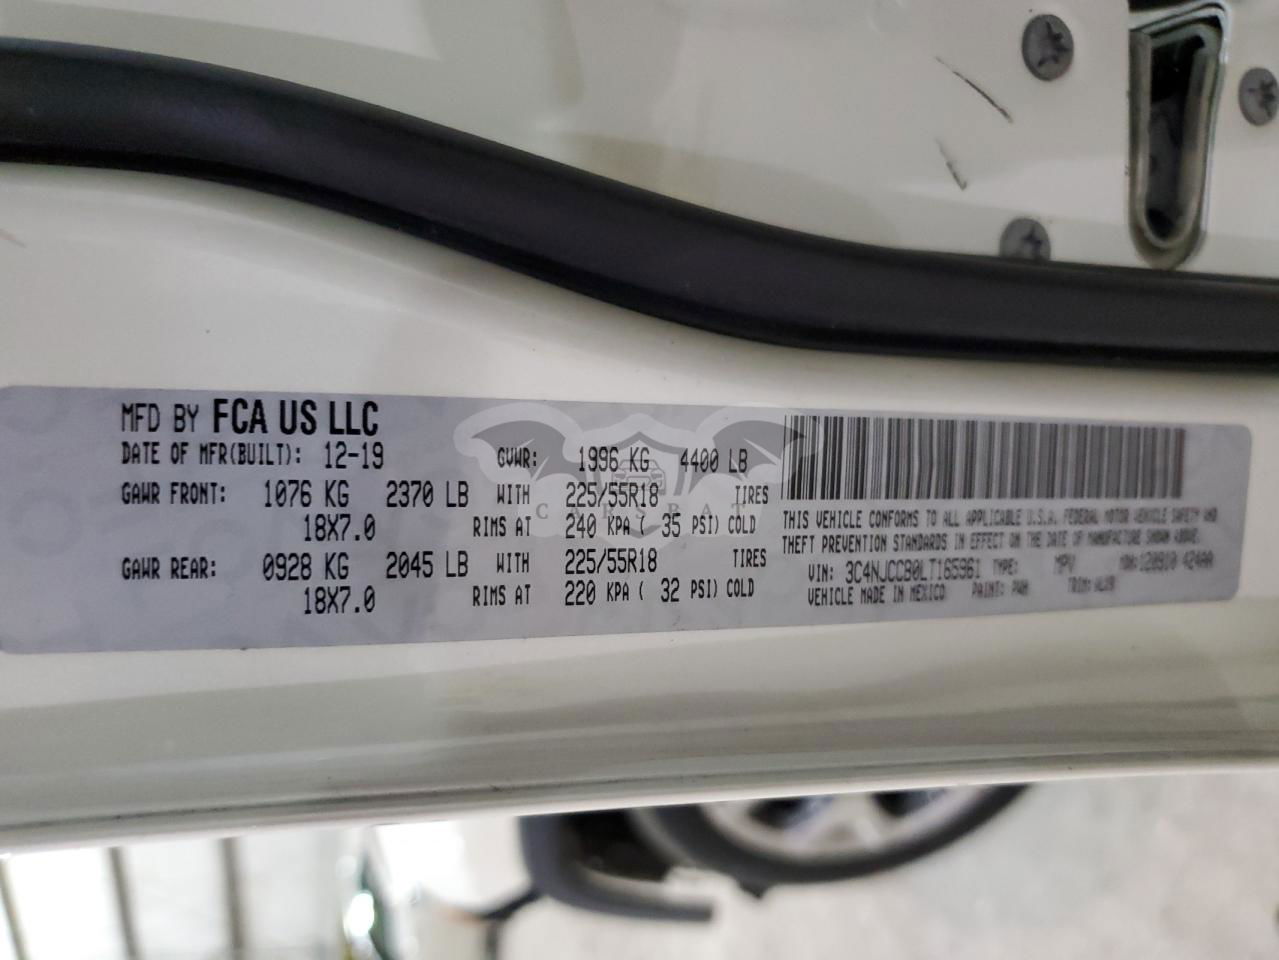 MFD BY FCA US LLC
DATE OF MFR(BUILT): 12-19 GVWR: 1996 KG 4400 LB
GAWR FRONT: 1076 KG 2370 LB WITH 225/55R18 TIRES
18X7.0 RIMS AT 240 KPA ( 35 PSI) COLD
GAWR REAR: 0928 KG 2045 LB WITH 225/55R18 TIRES
18X7.0 RIMS AT 220 KPA ( 32 PSI) COLD
CARSBAT
THIS VEHICLE CONFORMS TO ALL APPLICABLE U.S.A. FEDERAL MOTOR VEHICLE SAFETY AND
THEFT PREVENTION STANDARDS IN EFFECT ON THE DATE OF MANUFACTURE SHOWN ABOVE.
VIN: 3C4NJCCB0LT165961 TYPE: MPV
VEHICLE MADE IN MEXICO PAINT: TRIM: